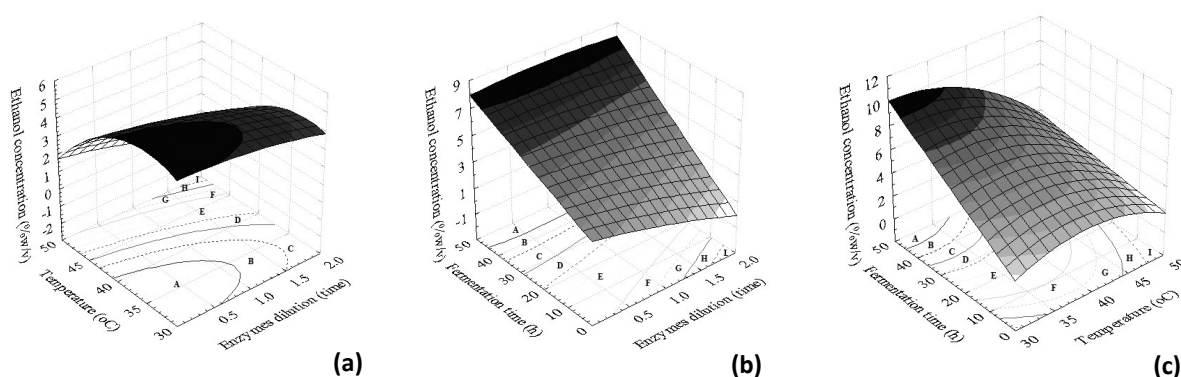 6
5
4
3
2
1
0
-1
-2
Ethanol concentration (%w/v)
50
45
40
35
30
Temperature (oC)
0.5
1.0
1.5
2.0
Enzymes dilution (time)
A
B
C
D
E
F
G
H
I
(a)
9
7
5
3
1
-1
Ethanol concentration (%w/v)
50
40
30
20
10
0
Fermentation time (h)
0.5
1.0
1.5
2.0
Enzymes dilution (time)
A
B
C
D
E
F
G
H
I
(b)
12
10
8
6
4
2
0
Ethanol concentration (%w/v)
50
40
30
20
10
0
Fermentation time (h)
30
35
40
45
50
Temperature (oC)
A
B
C
D
E
F
G
H
I
(c)